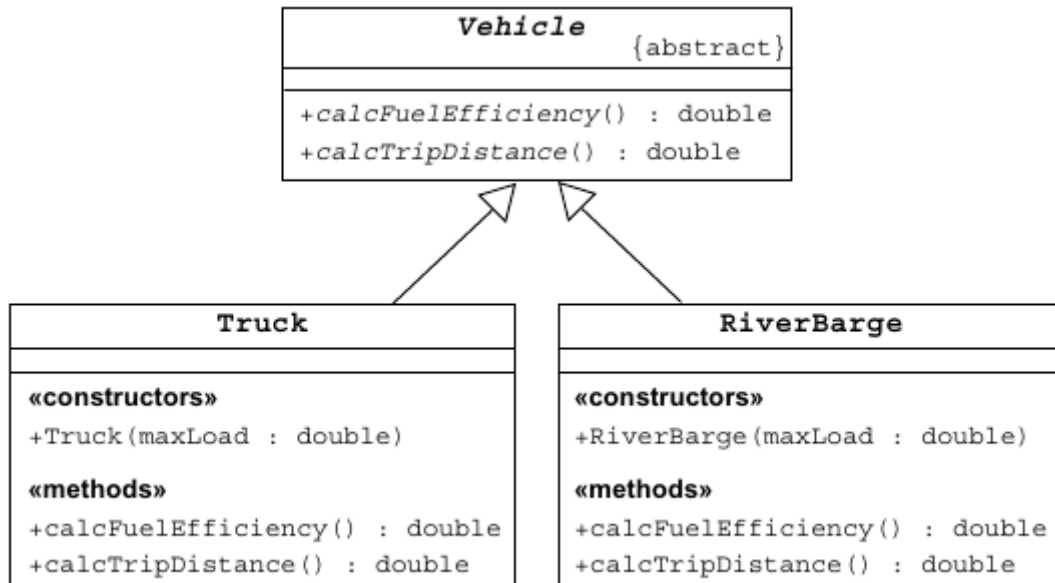 Vehicle
{abstract}
+calcFuelEfficiency() : double
+calcTripDistance() : double
Truck
«constructors»
+Truck(maxLoad : double)
«methods»
+calcFuelEfficiency() : double
+calcTripDistance() : double
RiverBarge
«constructors»
+RiverBarge(maxLoad : double)
«methods»
+calcFuelEfficiency() : double
+calcTripDistance() : double